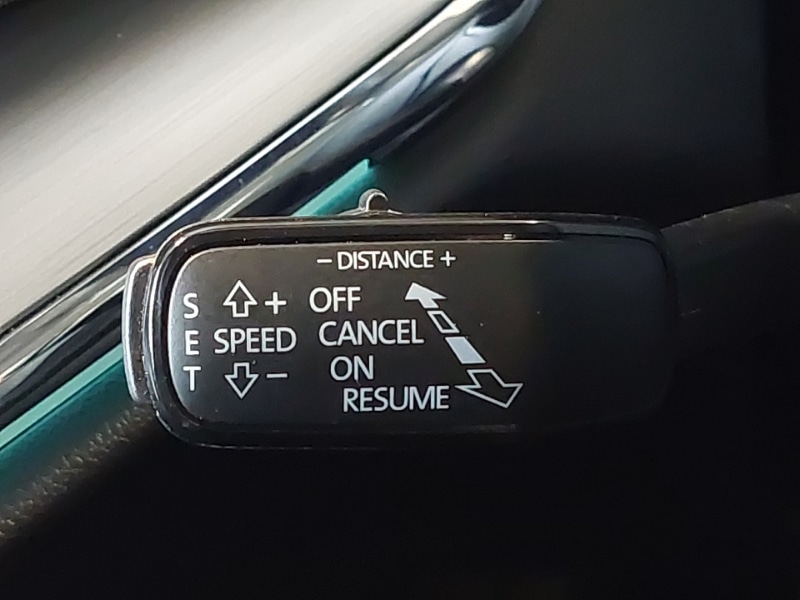 - DISTANCE +
S + OFF
E SPEED CANCEL
T - ON
RESUME